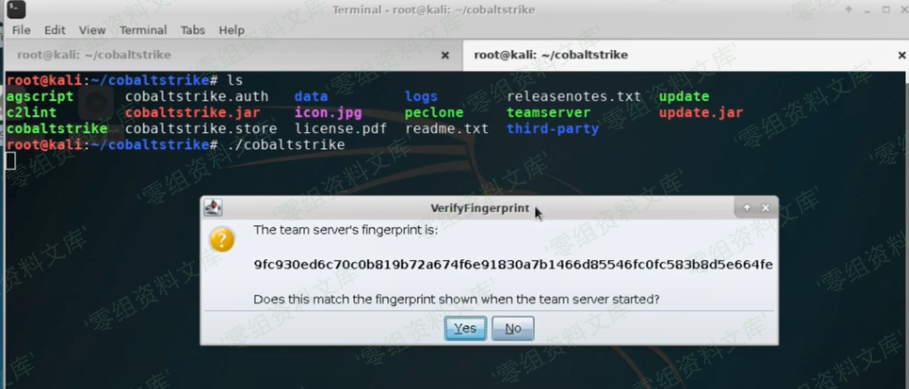 Terminal - root@kali: ~/cobaltstrike
File Edit View Terminal Tabs Help
root@kali: ~/cobaltstrike
root@kali: ~/cobaltstrike
root@kali:~/cobaltstrike# ls
agscript cobaltstrike.auth data logs releasenotes.txt update
c2lint cobaltstrike.jar icon.jpg peclone teamserver update.jar
cobaltstrike cobaltstrike.store license.pdf readme.txt third-party
root@kali:~/cobaltstrike# ./cobaltstrike
VerifyFingerprint
The team server's fingerprint is:
9fc930ed6c70c0b819b72a674f6e91830a7b1466d85546fc0fc583b8d5e664fe
Does this match the fingerprint shown when the team server started?
Yes No
'零组资料文库'